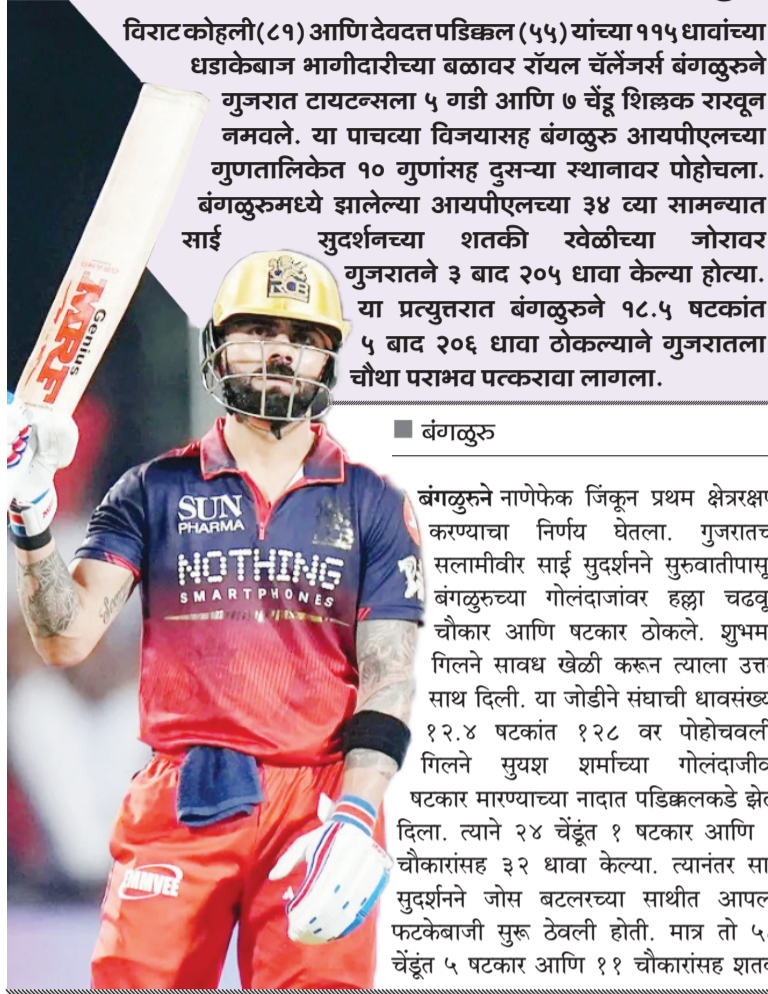 विराट कोहली (८१) आणि देवदत्त पडिक्कल (५५) यांच्या ११५ धावांच्या
धडाकेबाज भागीदारीच्या बळावर रॉयल चॅलेंजर्स बंगळुरुने
गुजरात टायटन्सला ५ गडी आणि ७ चेंडू शिल्लक राखून
नमवले. या पाचव्या विजयासह बंगळुरु आयपीएलच्या
गुणतालिकेत १० गुणांसह दुसऱ्या स्थानावर पोहोचला.
बंगळुरुमध्ये झालेल्या आयपीएलच्या ३४ व्या सामन्यात
साई सुदर्शनच्या शतकी खेळीच्या जोरावर
गुजरातने ३ बाद २०५ धावा केल्या होत्या.
या प्रत्युत्तरात बंगळुरुने १८.५ षटकांत
५ बाद २०६ धावा ठोकल्याने गुजरातला
चौथा पराभव पत्करावा लागला.
बंगळुरु
बंगळुरुने नाणेफेक जिंकून प्रथम
करण्याचा निर्णय घेतला.
सलामीवीर साई सुदर्शनने
बंगळुरुच्या गोलंदाजांवर हल्ला
चौकार आणि षटकार ठोकले.
गिलने सावध खेळी करून त्याला
साथ दिली. या जोडीने संघाची
१२.४ षटकांत १२८ वर
गिलने सुयश शर्माच्या
षटकार मारण्याच्या नादात पडिक्कलकडे
दिला. त्याने २४ चेंडूंत १ षटकार आणि
चौकारांसह ३२ धावा केल्या. त्यानंतर
सुदर्शनने जोस बटलरच्या साथीत
फटकेबाजी सुरू ठेवली होती. मात्र तो
चेंडूंत ५ षटकार आणि ११ चौकारांसह
Genius
MRF
RCB
SUN
PHARMA
NOTHING
SMARTPHONES
EMMVEE